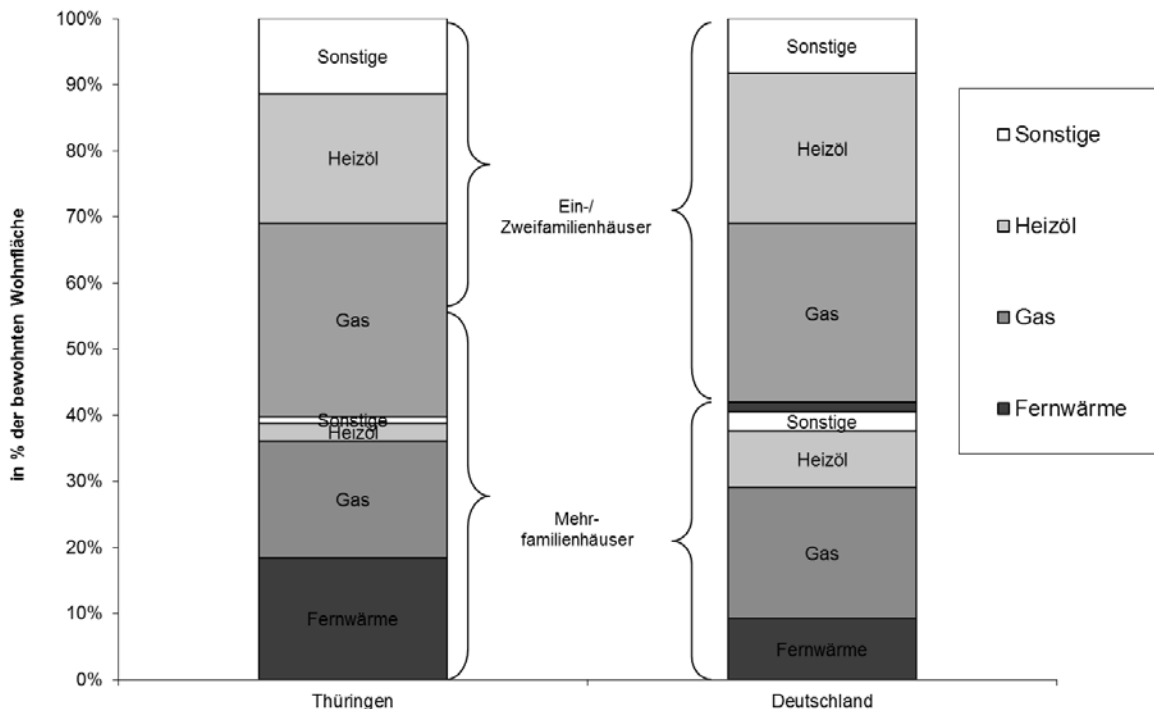 in % der bewohnten Wohnfläche
100%
90%
80%
70%
60%
50%
40%
30%
20%
10%
0%
Sonstige
Heizöl
Gas
Sonstige
Heizöl
Gas
Fernwärme
Thüringen
Ein-/
Zweifamilienhäuser
Mehr-
familienhäuser
Sonstige
Heizöl
Gas
Sonstige
Heizöl
Gas
Fernwärme
Deutschland
Sonstige
Heizöl
Gas
Fernwärme